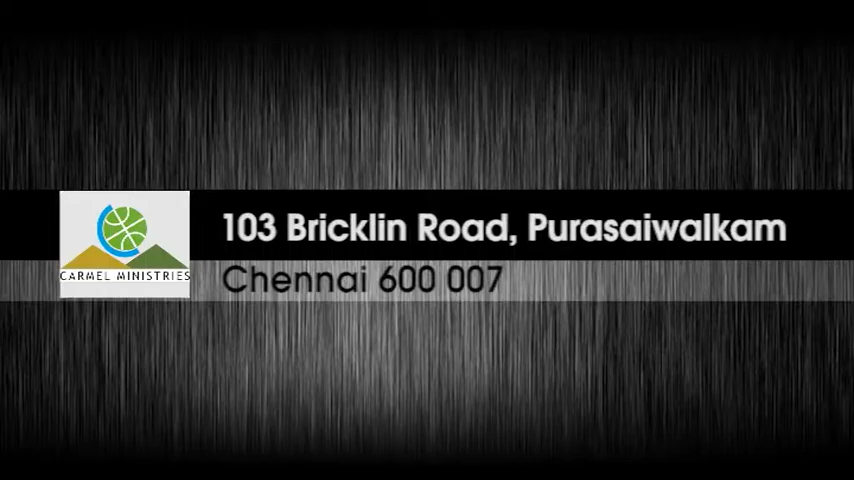 103 Bricklin Road, Purasaiwalkam
Chennai 600 007
CARMEL MINISTRIES